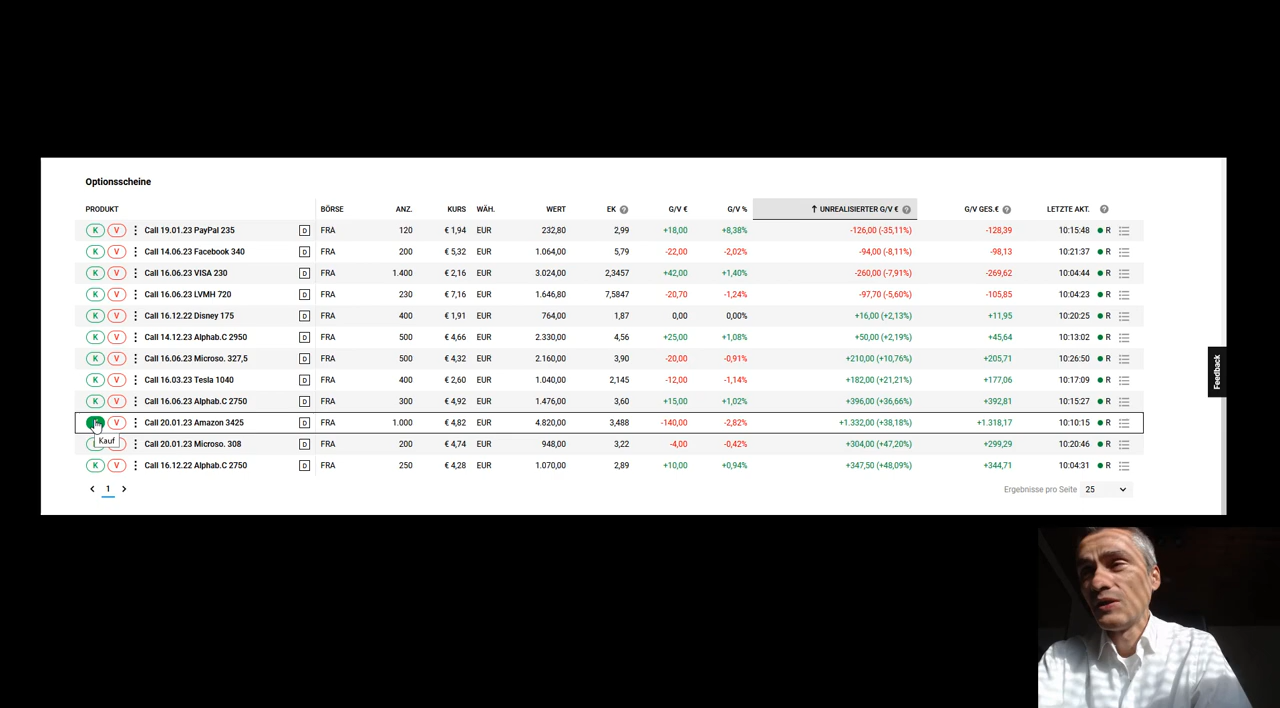 Optionsscheine
PRODUKT BÖRSE ANZ. KURS WÄH. WERT EK ? G/V € G/V % ↑ UNREALISIERTER G/V € ? G/V GES.€ ? LETZTE AKT. ?
K V Call 19.01.23 PayPal 235 D FRA 120 € 1,94 EUR 232,80 2,99 +18,00 +8,38% -126,00 (-35,11%) -128,39 10:15:48 R
K V Call 14.06.23 Facebook 340 D FRA 200 € 5,32 EUR 1.064,00 5,79 -22,00 -2,02% -94,00 (-8,11%) -98,13 10:21:37 R
K V Call 16.06.23 VISA 230 D FRA 1.400 € 2,16 EUR 3.024,00 2,3457 +42,00 +1,40% -260,00 (-7,91%) -269,62 10:04:44 R
K V Call 16.06.23 LVMH 720 D FRA 230 € 7,16 EUR 1.646,80 7,5847 -20,70 -1,24% -97,70 (-5,60%) -105,85 10:04:23 R
K V Call 16.12.22 Disney 175 D FRA 400 € 1,91 EUR 764,00 1,87 0,00 0,00% +16,00 (+2,13%) +11,95 10:20:25 R
K V Call 14.12.22 Alphab.C 2950 D FRA 500 € 4,66 EUR 2.330,00 4,56 +25,00 +1,08% +50,00 (+2,19%) +45,64 10:13:02 R
K V Call 16.06.23 Microso. 327,5 D FRA 500 € 4,32 EUR 2.160,00 3,90 -20,00 -0,91% +210,00 (+10,76%) +205,71 10:26:50 R
K V Call 16.03.23 Tesla 1040 D FRA 400 € 2,60 EUR 1.040,00 2,145 -12,00 -1,14% +182,00 (+21,21%) +177,06 10:17:09 R
K V Call 16.06.23 Alphab.C 2750 D FRA 300 € 4,92 EUR 1.476,00 3,60 +15,00 +1,02% +396,00 (+36,66%) +392,81 10:15:27 R
V Call 20.01.23 Amazon 3425 D FRA 1.000 € 4,82 EUR 4.820,00 3,488 -140,00 -2,82% +1.332,00 (+38,18%) +1.318,17 10:10:15 R
Kauf
Call 20.01.23 Microso. 308 D FRA 200 € 4,74 EUR 948,00 3,22 -4,00 -0,42% +304,00 (+47,20%) +299,29 10:20:46 R
K V Call 16.12.22 Alphab.C 2750 D FRA 250 € 4,28 EUR 1.070,00 2,89 +10,00 +0,94% +347,50 (+48,09%) +344,71 10:04:31 R
1 Ergebnisse pro Seite 25
Feedback